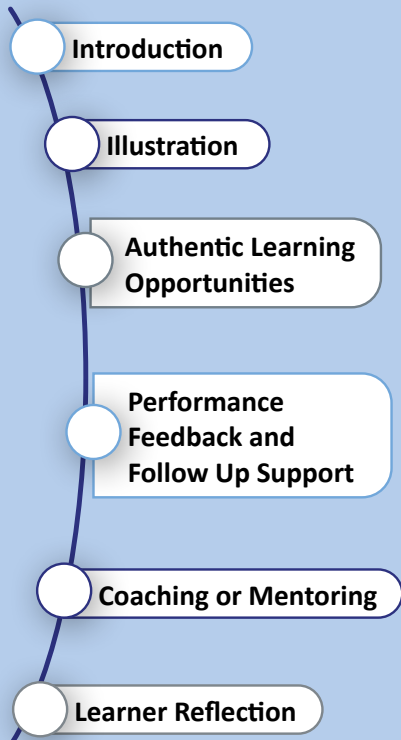 Introduction
Illustration
Authentic Learning
Opportunities
Performance
Feedback and
Follow Up Support
Coaching or Mentoring
Learner Reflection